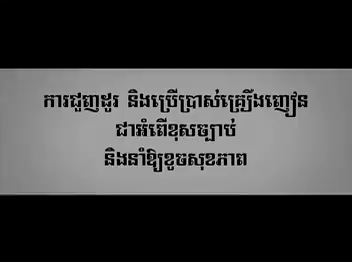 ការជួញដូរ និងប្រើប្រាស់គ្រឿងញៀន
ជាអំពើខុសច្បាប់
និងនាំឱ្យខូចសុខភាព